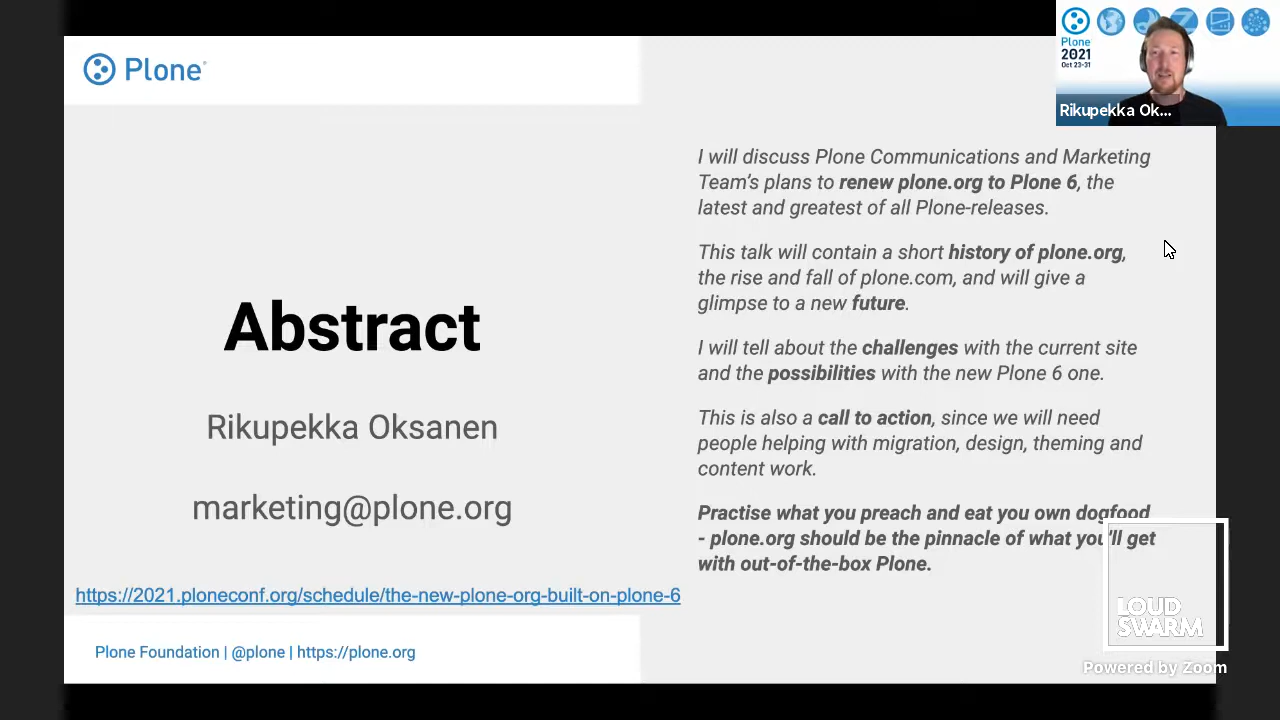 Plone
Abstract
Rikupekka Oksanen
marketing@plone.org
https://2021.ploneconf.org/schedule/the-new-plone-org-built-on-plone-6
Plone Foundation | @plone | https://plone.org
I will discuss Plone Communications and Marketing
Team's plans to renew plone.org to Plone 6, the
latest and greatest of all Plone-releases.
This talk will contain a short history of plone.org,
the rise and fall of plone.com, and will give a
glimpse to a new future.
I will tell about the challenges with the current site
and the possibilities with the new Plone 6 one.
This is also a call to action, since we will need
people helping with migration, design, theming and
content work.
Practise what you preach and eat you own dogfood
- plone.org should be the pinnacle of what you'll get
with out-of-the-box Plone.
Plone
2021
Oct 23-31
Rikupekka Ok...
LOUD
SWARM
Powered by Zoom